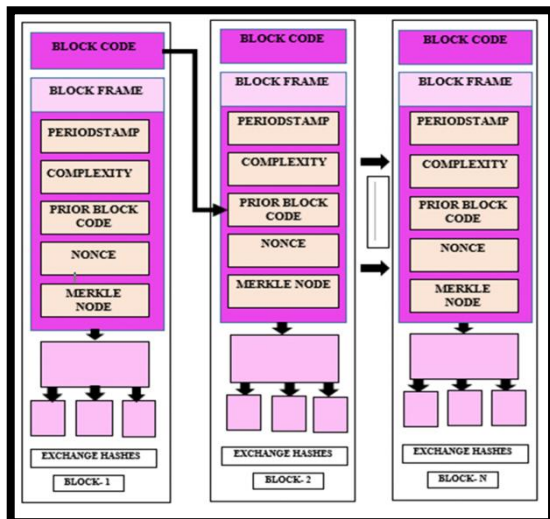 BLOCK CODE
BLOCK FRAME
PERIODSTAMP
COMPLEXITY
PRIOR BLOCK
CODE
NONCE
MERKLE
NODE
EXCHANGE HASHES
BLOCK- 1
BLOCK CODE
BLOCK FRAME
PERIODSTAMP
COMPLEXITY
PRIOR BLOCK
CODE
NONCE
MERKLE NODE
EXCHANGE HASHES
BLOCK- 2
BLOCK CODE
BLOCK FRAME
PERIODSTAMP
COMPLEXITY
PRIOR BLOCK
CODE
NONCE
MERKLE
NODE
EXCHANGE HASHES
BLOCK- N